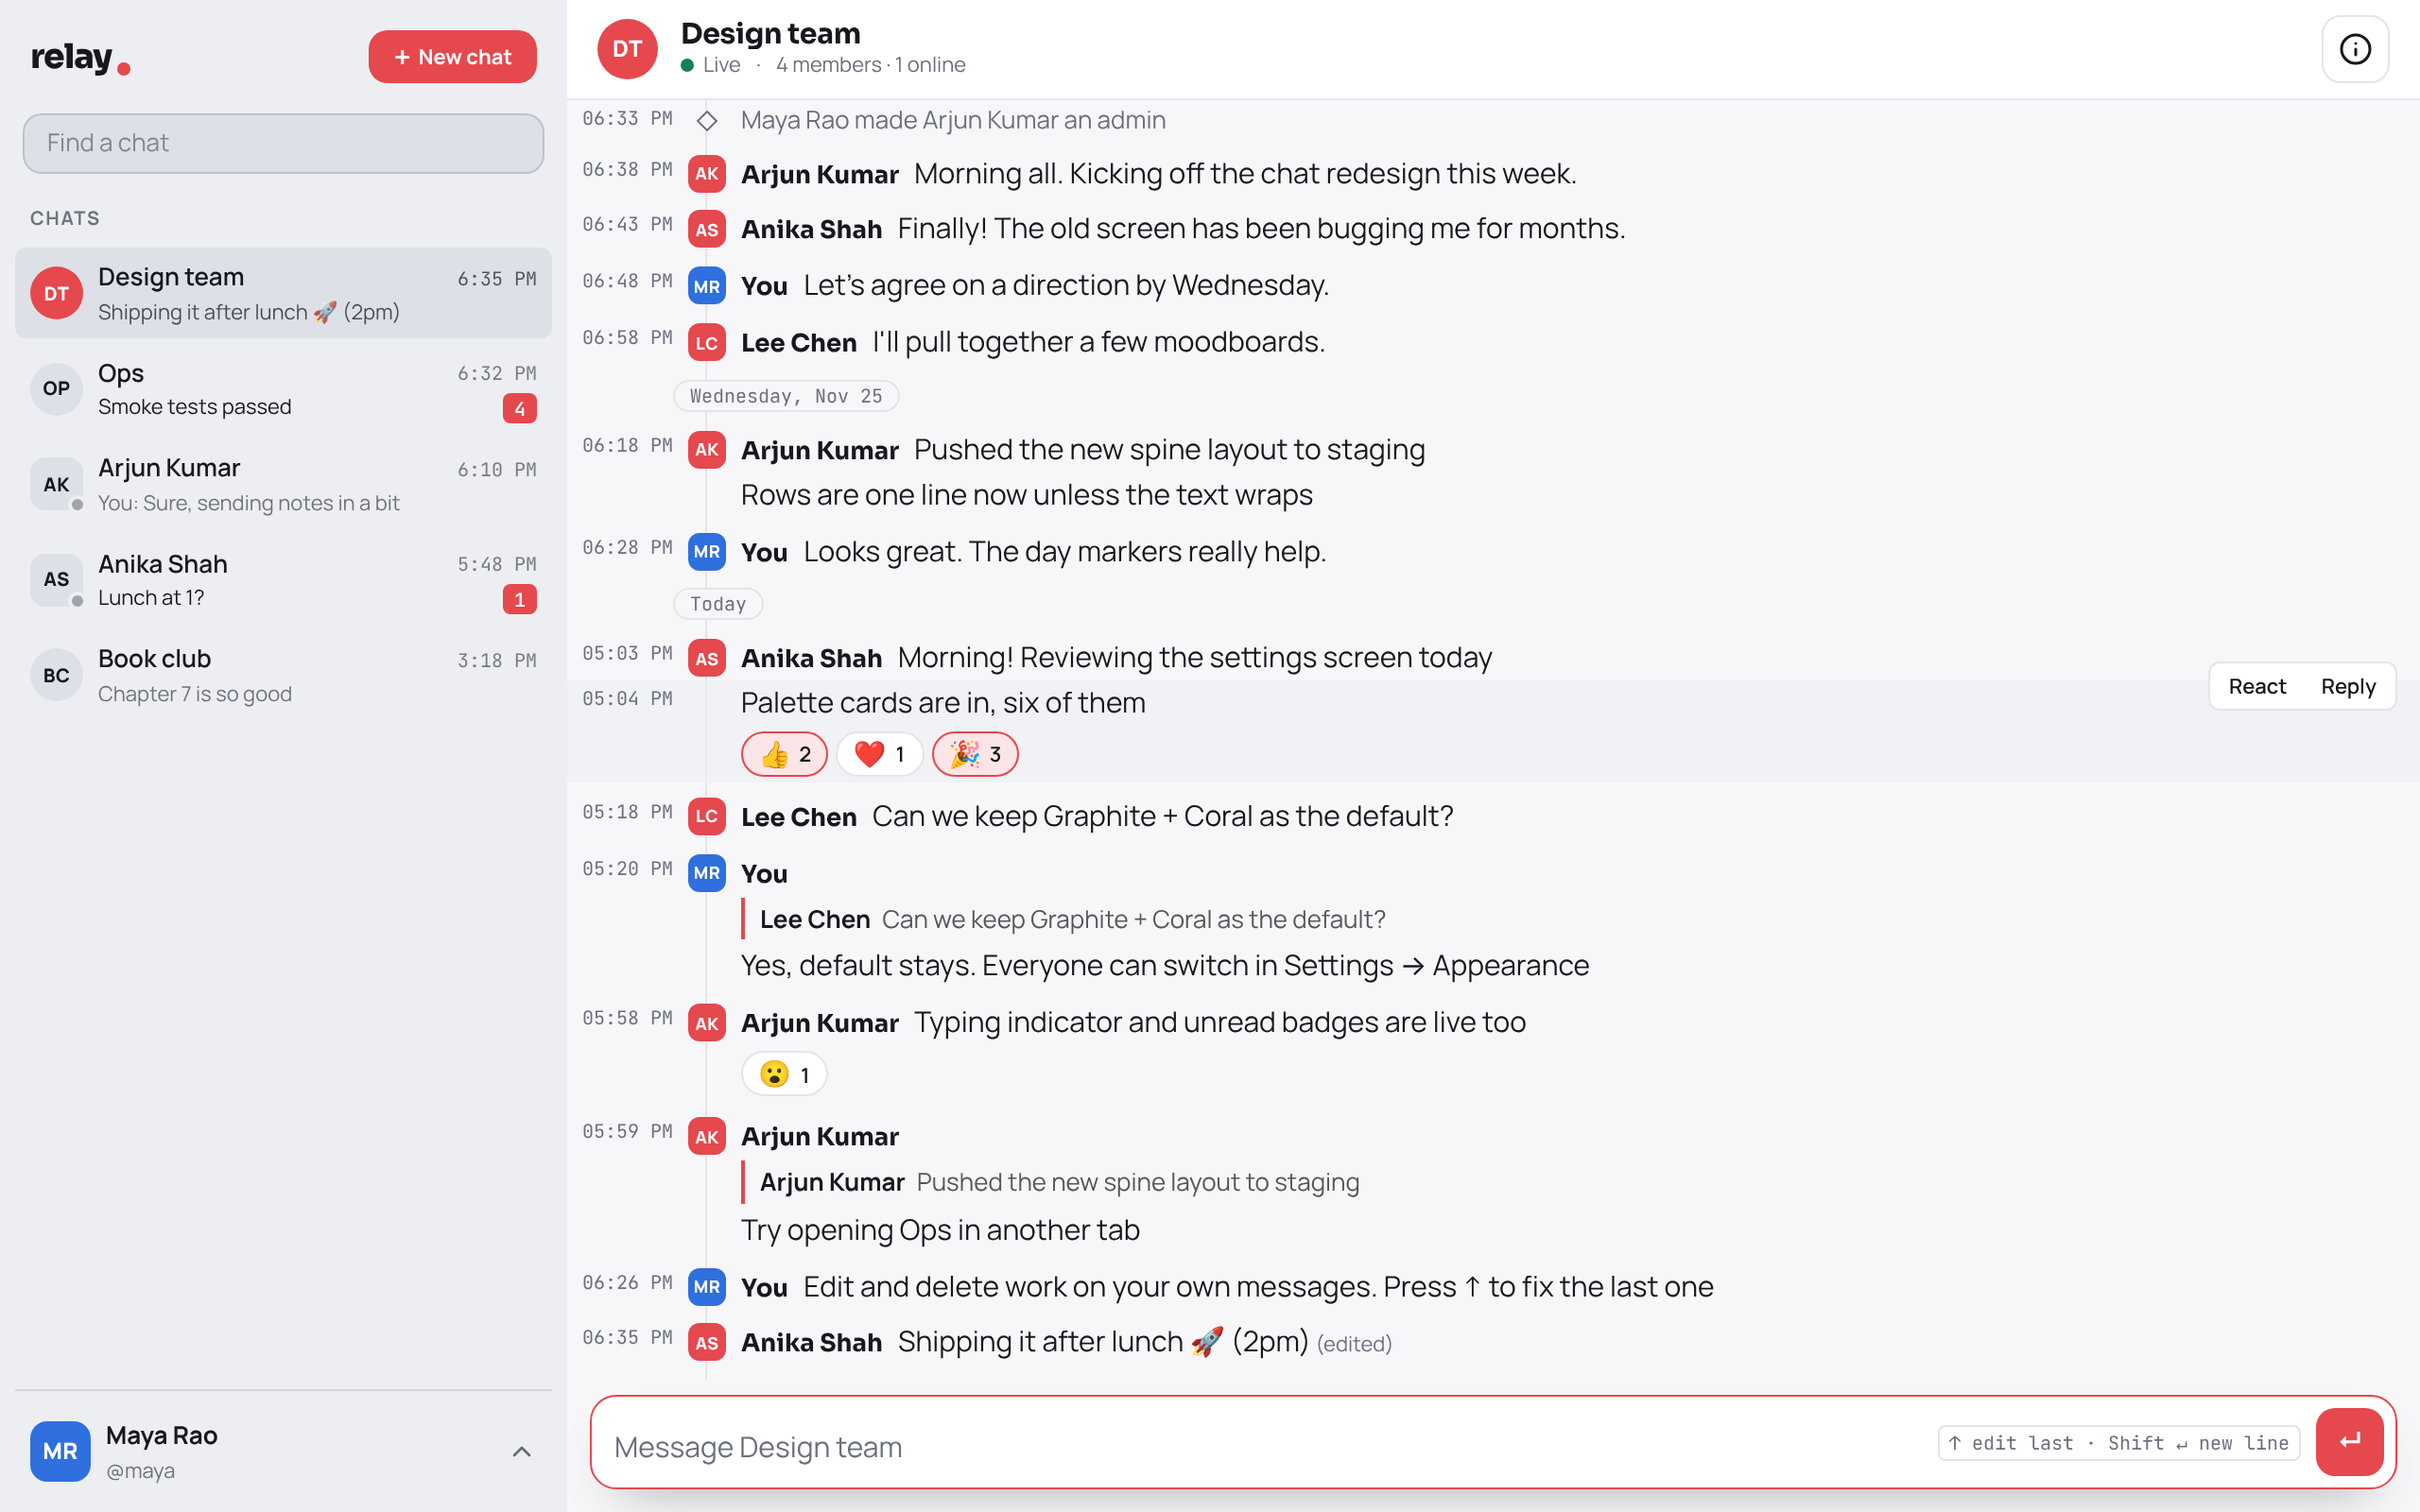 relay.
+ New chat
Find a chat
CHATS
DT
Design team
6:35 PM
Shipping it after lunch 🚀 (2pm)
OP
Ops
6:32 PM
Smoke tests passed
4
AK
Arjun Kumar
6:10 PM
You: Sure, sending notes in a bit
AS
Anika Shah
5:48 PM
Lunch at 1?
1
BC
Book club
3:18 PM
Chapter 7 is so good
MR
Maya Rao
@maya
DT
Design team
Live · 4 members · 1 online
06:33 PM Maya Rao made Arjun Kumar an admin
06:38 PM AK Arjun Kumar Morning all. Kicking off the chat redesign this week.
06:43 PM AS Anika Shah Finally! The old screen has been bugging me for months.
06:48 PM MR You Let’s agree on a direction by Wednesday.
06:58 PM LC Lee Chen I'll pull together a few moodboards.
Wednesday, Nov 25
06:18 PM AK Arjun Kumar Pushed the new spine layout to staging
Rows are one line now unless the text wraps
06:28 PM MR You Looks great. The day markers really help.
Today
05:03 PM AS Anika Shah Morning! Reviewing the settings screen today
05:04 PM Palette cards are in, six of them
React Reply
👍 2 ❤️ 1 🎉 3
05:18 PM LC Lee Chen Can we keep Graphite + Coral as the default?
05:20 PM MR You
Lee Chen Can we keep Graphite + Coral as the default?
Yes, default stays. Everyone can switch in Settings → Appearance
05:58 PM AK Arjun Kumar Typing indicator and unread badges are live too
😮 1
05:59 PM AK Arjun Kumar
Arjun Kumar Pushed the new spine layout to staging
Try opening Ops in another tab
06:26 PM MR You Edit and delete work on your own messages. Press ↑ to fix the last one
06:35 PM AS Anika Shah Shipping it after lunch 🚀 (2pm) (edited)
Message Design team
↑ edit last · Shift ↵ new line